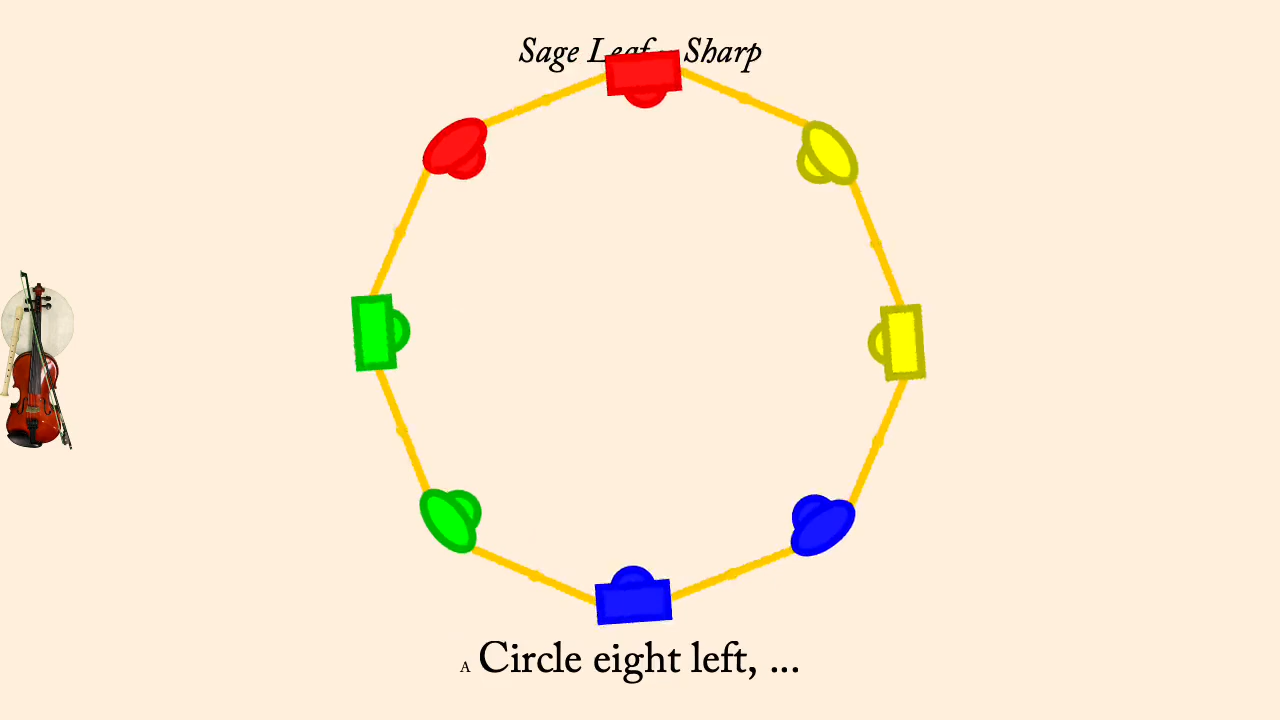 Sage Leaf – Sharp
A Circle eight left, ...